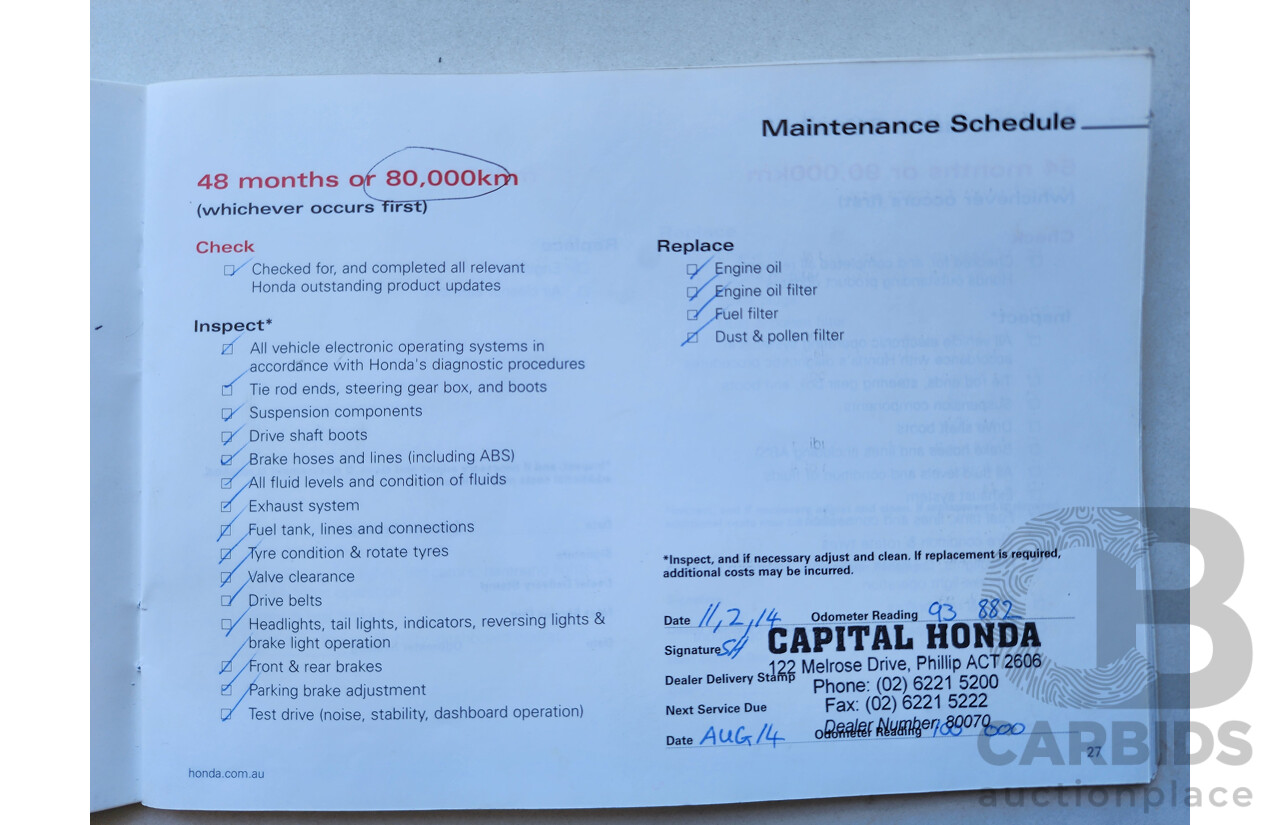 Maintenance Schedule
48 months or 80,000km
(whichever occurs first)
Check
Checked for, and completed all relevant
Honda outstanding product updates
Inspect*
All vehicle electronic operating systems in
accordance with Honda's diagnostic procedures
Tie rod ends, steering gear box, and boots
Suspension components
Drive shaft boots
Brake hoses and lines (including ABS)
All fluid levels and condition of fluids
Exhaust system
Fuel tank, lines and connections
Tyre condition & rotate tyres
Valve clearance
Drive belts
Headlights, tail lights, indicators, reversing lights &
brake light operation
Front & rear brakes
Parking brake adjustment
Test drive (noise, stability, dashboard operation)
honda.com.au
Replace
Engine oil
Engine oil filter
Fuel filter
Dust & pollen filter
*Inspect, and if necessary adjust and clean. If replacement is required,
additional costs may be incurred.
Date 11,2,14 Odometer Reading 93 882
CAPITAL HONDA
Signature SH
122 Melrose Drive, Phillip ACT 2606
Dealer Delivery Stamp
Phone: (02) 6221 5200
Next Service Due
Fax: (02) 6221 5222
Dealer Number: 80070
Date AUG 14 Odometer Reading 100 000
27
CARBIDS
auctionplace